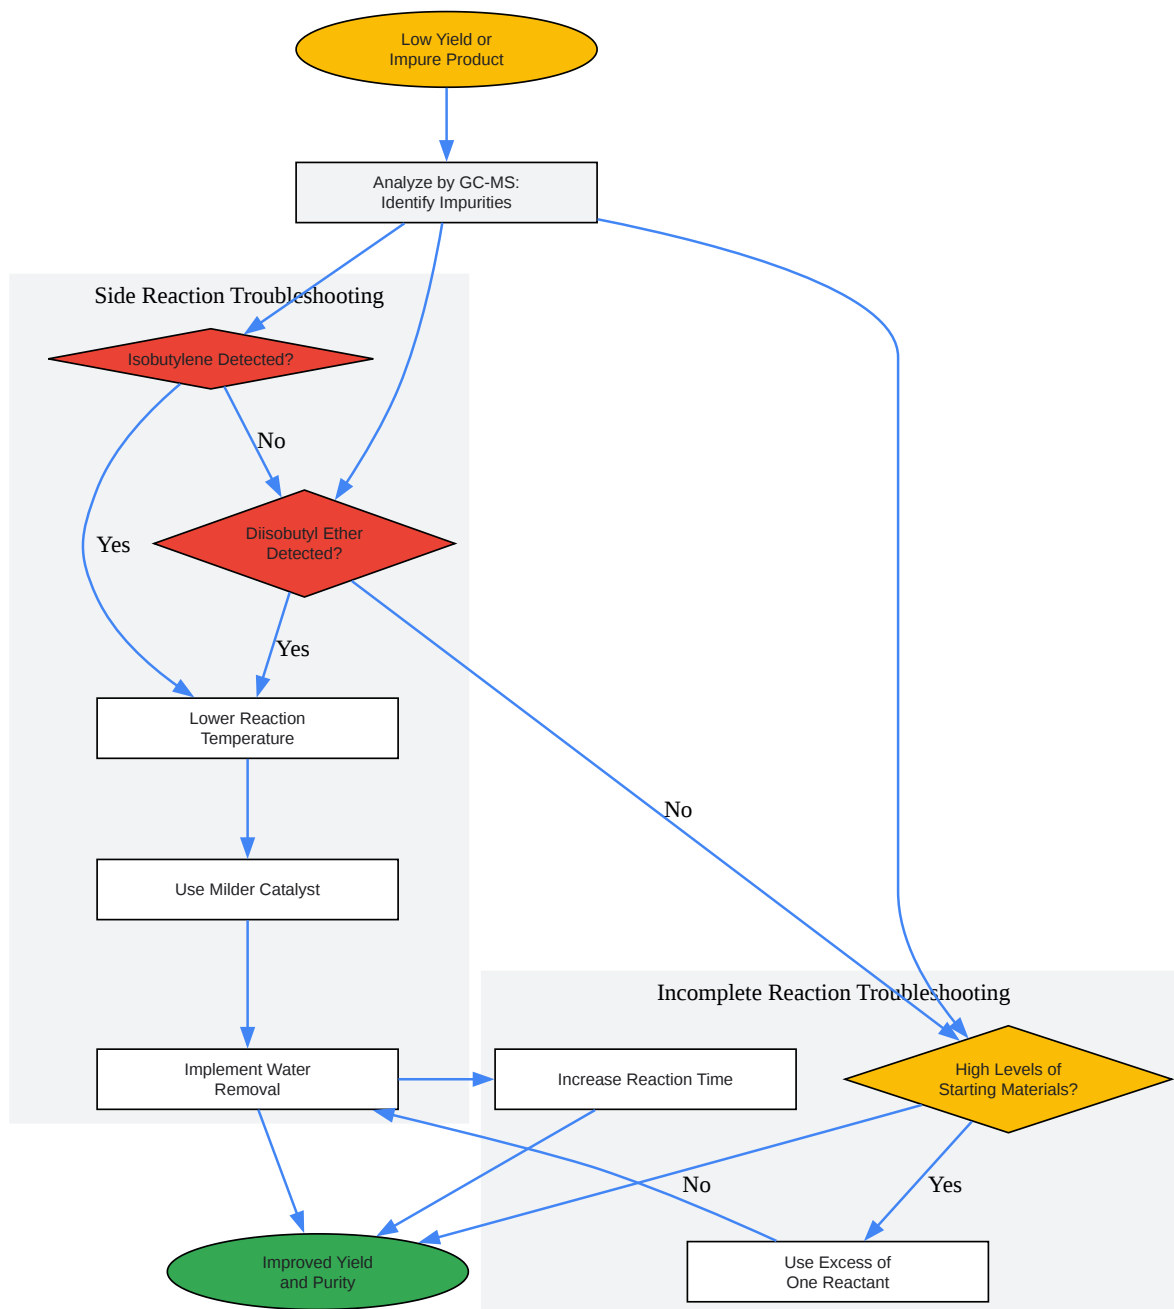 Low Yield or
Impure Product
Analyze by GC-MS:
Identify Impurities
Side Reaction Troubleshooting
Isobutylene Detected?
No
Diisobutyl Ether
Detected?
Yes
Yes
Lower Reaction
Temperature
No
Use Milder Catalyst
Incomplete Reaction Troubleshooting
Implement Water
Removal
Increase Reaction Time
High Levels of
Starting Materials?
No
Yes
Improved Yield
and Purity
Use Excess of
One Reactant